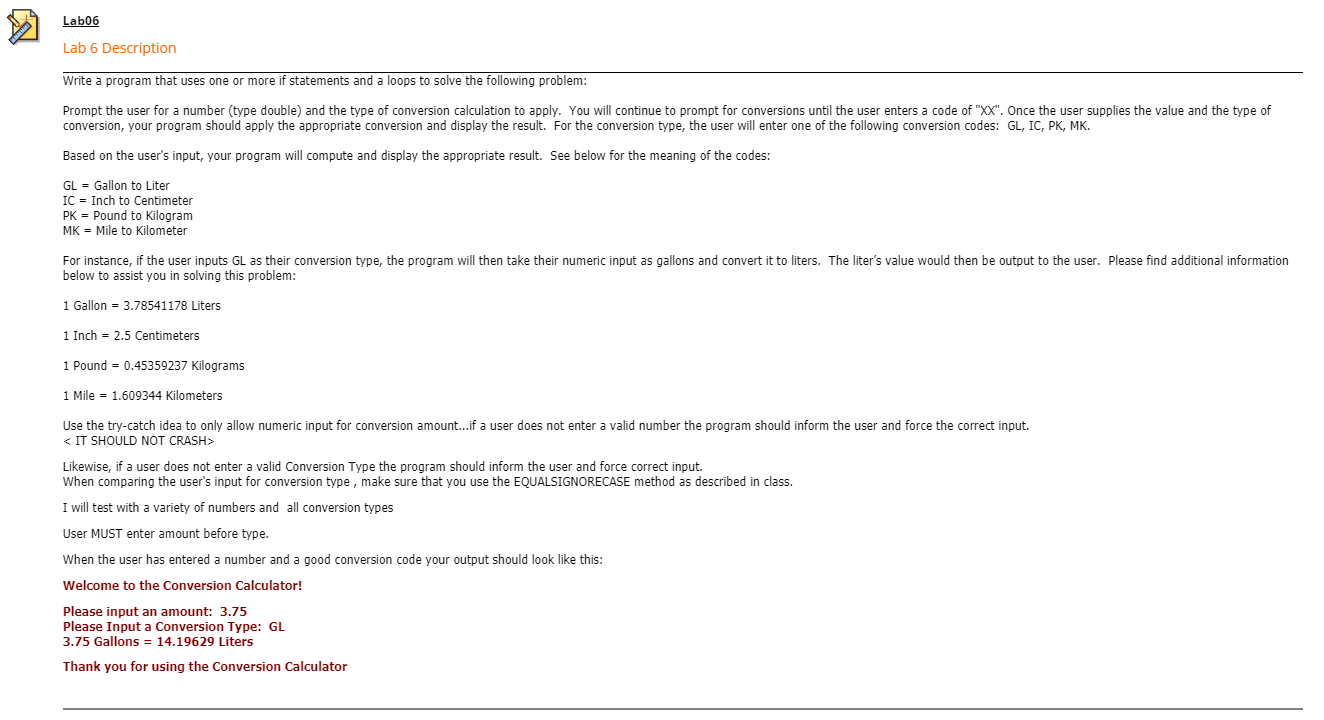 Lab06
Lab 6 Description
Write a program that uses one or more if statements and a loops to solve the following problem:
Prompt the user for a number (type double) and the type of conversion calculation to apply.  You will continue to prompt for conversions until the user enters a code of "XX". Once the user supplies the value and the type of
conversion, your program should apply the appropriate conversion and display the result.  For the conversion type, the user will enter one of the following conversion codes:  GL, IC, PK, MK.
Based on the user's input, your program will compute and display the appropriate result.  See below for the meaning of the codes:
GL = Gallon to Liter
IC = Inch to Centimeter
PK = Pound to Kilogram
MK = Mile to Kilometer
For instance, if the user inputs GL as their conversion type, the program will then take their numeric input as gallons and convert it to liters.  The liter’s value would then be output to the user.  Please find additional information
below to assist you in solving this problem:
1 Gallon = 3.78541178 Liters
1 Inch = 2.5 Centimeters
1 Pound = 0.45359237 Kilograms
1 Mile = 1.609344 Kilometers
Use the try-catch idea to only allow numeric input for conversion amount...if a user does not enter a valid number the program should inform the user and force the correct input.
< IT SHOULD NOT CRASH>
Likewise, if a user does not enter a valid Conversion Type the program should inform the user and force correct input.
When comparing the user's input for conversion type , make sure that you use the EQUALSIGNORECASE method as described in class.
I will test with a variety of numbers and  all conversion types
User MUST enter amount before type.
When the user has entered a number and a good conversion code your output should look like this:
Welcome to the Conversion Calculator!
Please input an amount:  3.75
Please Input a Conversion Type:  GL
3.75 Gallons = 14.19629 Liters
Thank you for using the Conversion Calculator